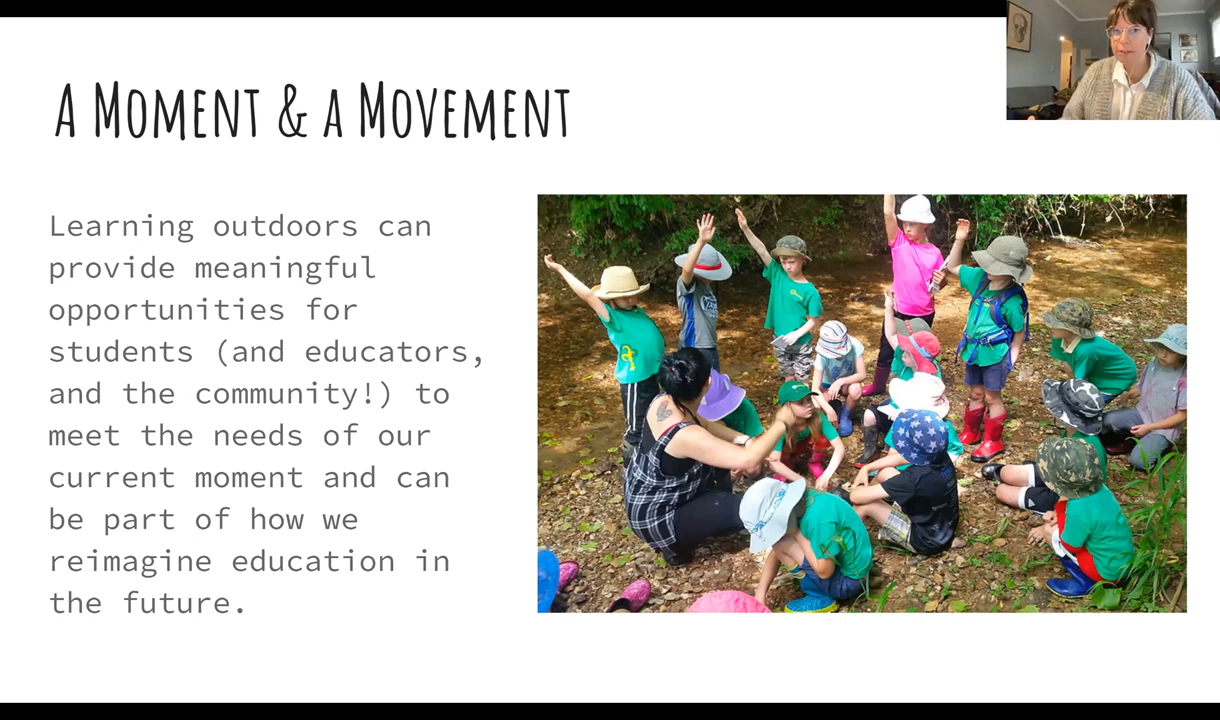 A Moment & a Movement
Learning outdoors can
provide meaningful
opportunities for
students (and educators,
and the community!) to
meet the needs of our
current moment and can
be part of how we
reimagine education in
the future.